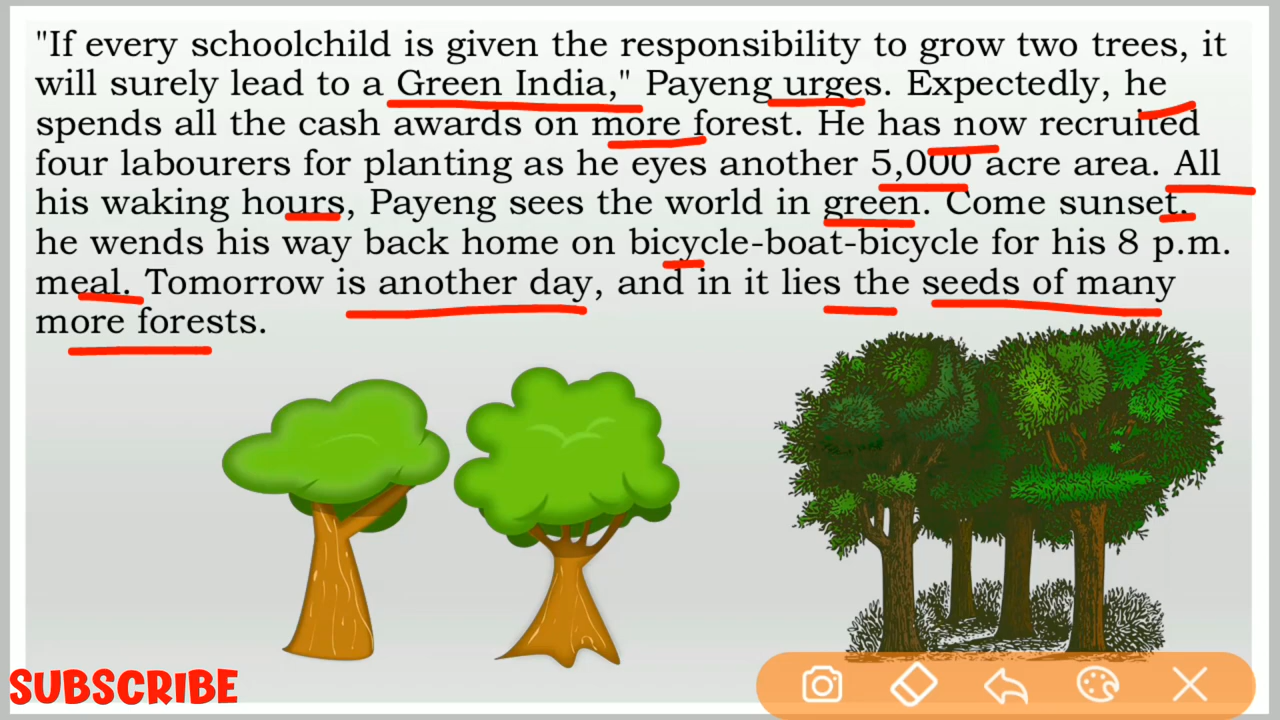 "If every schoolchild is given the responsibility to grow two trees, it
will surely lead to a Green India," Payeng urges. Expectedly, he
spends all the cash awards on more forest. He has now recruited
four labourers for planting as he eyes another 5,000 acre area. All
his waking hours, Payeng sees the world in green. Come sunset.
he wends his way back home on bicycle-boat-bicycle for his 8 p.m.
meal. Tomorrow is another day, and in it lies the seeds of many
more forests.
SUBSCRIBE